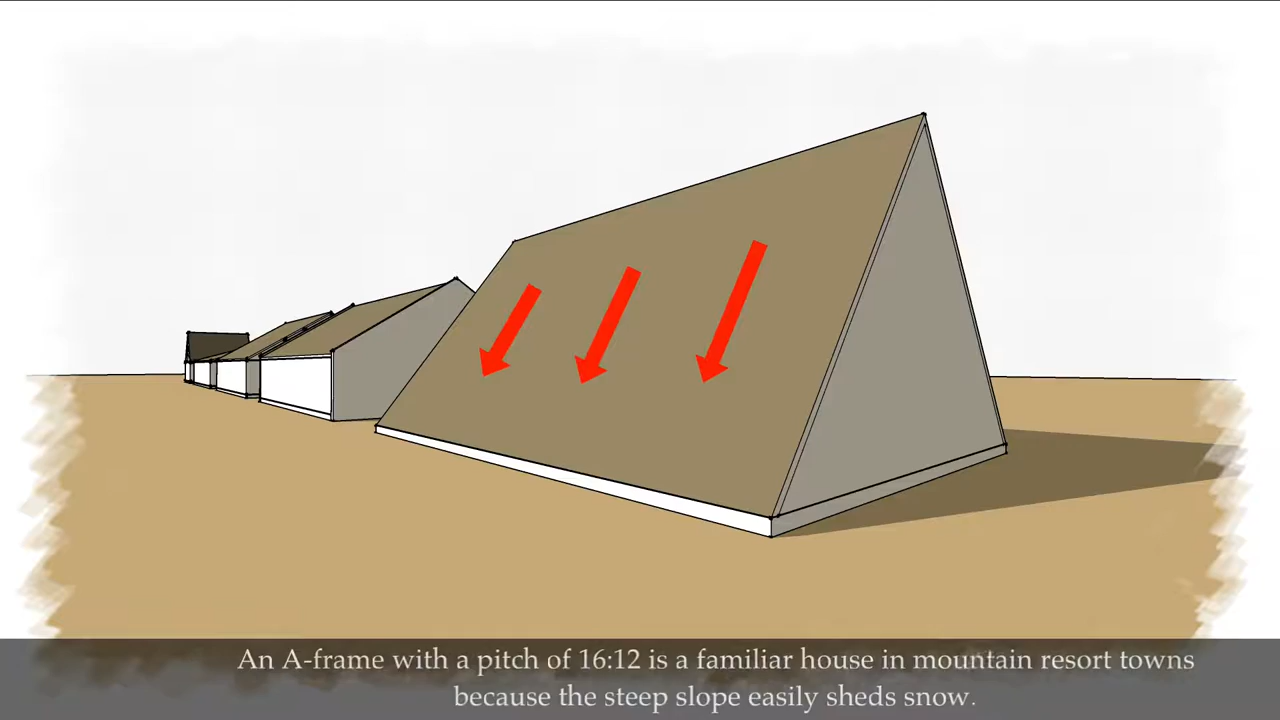 An A-frame with a pitch of 16:12 is a familiar house in mountain resort towns
because the steep slope easily sheds snow.